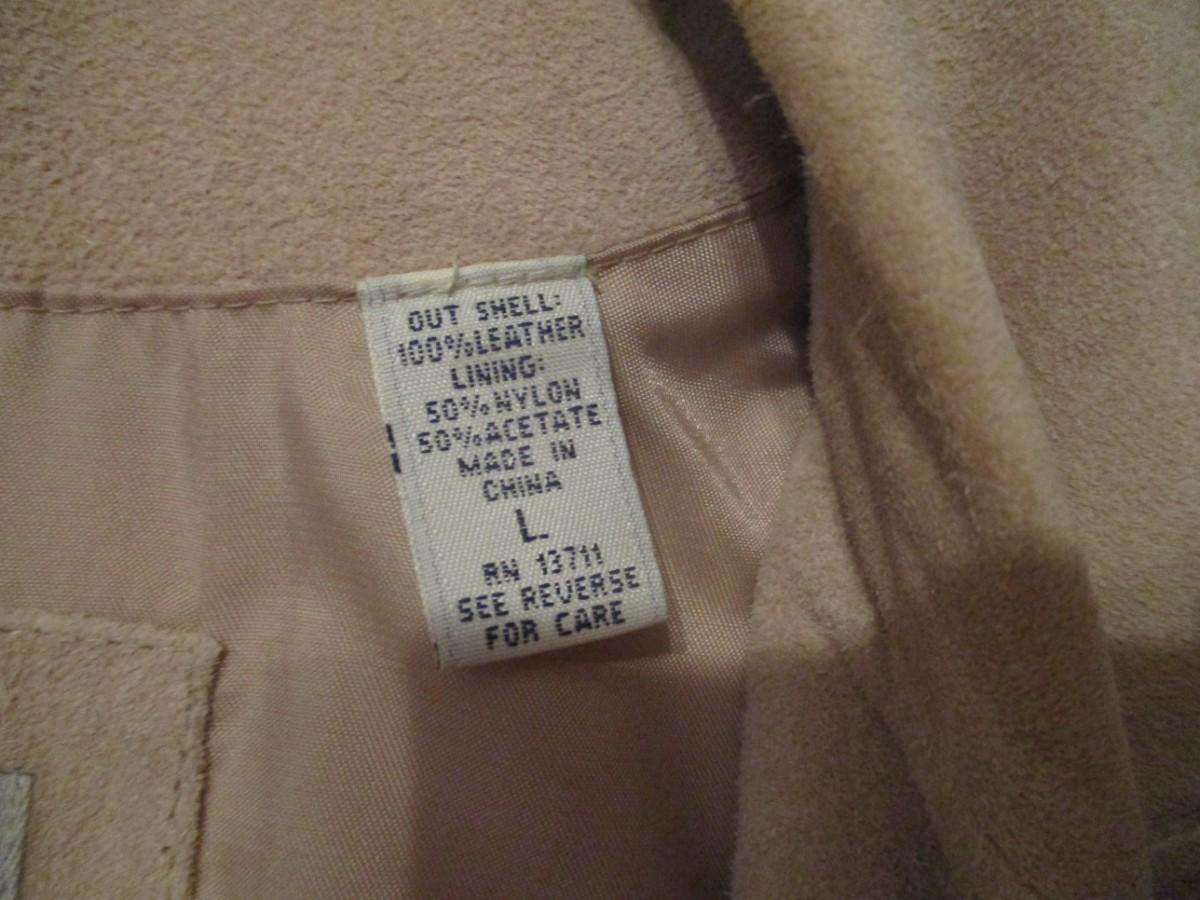 OUT SHELL:
100%LEATHER
LINING:
50%NYLON
50%ACETATE
MADE IN
CHINA
L
RN 13711
SEE REVERSE
FOR CARE